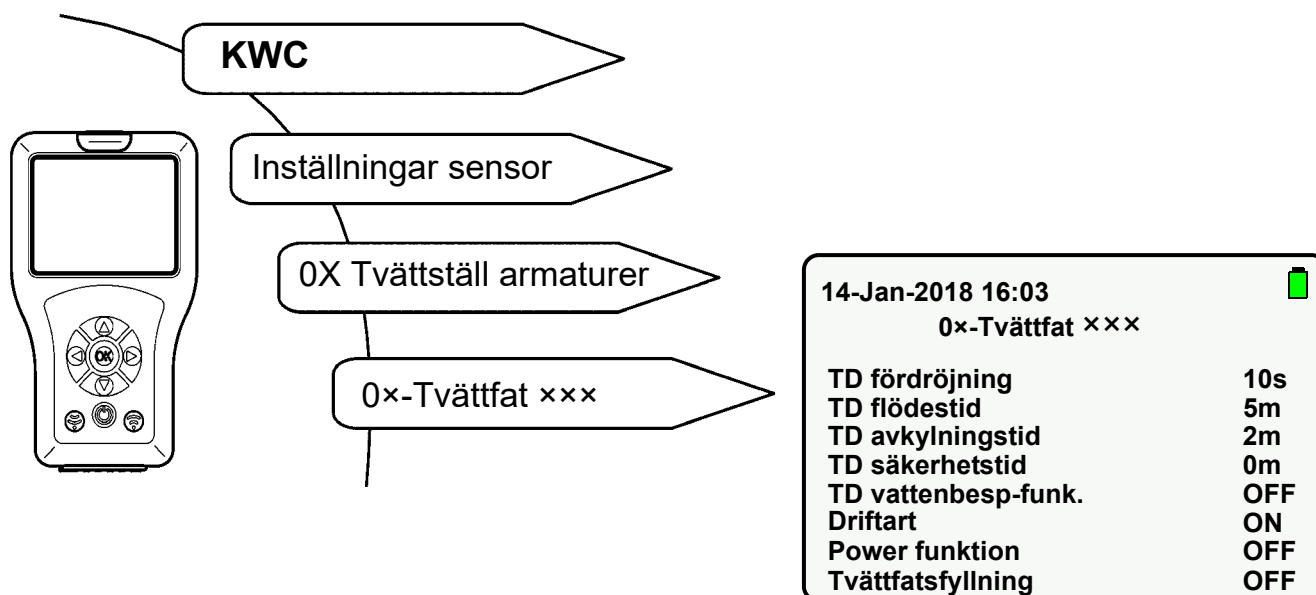 KWC
Inställningar sensor
0X Tvättställ armaturer
0×-Tvättfat ×××
OK
14-Jan-2018 16:03
0×-Tvättfat ×××
TD fördröjning 10s
TD flödestid 5m
TD avkylningstid 2m
TD säkerhetstid 0m
TD vattenbesp-funk. OFF
Driftart ON
Power funktion OFF
Tvättfatsfyllning OFF